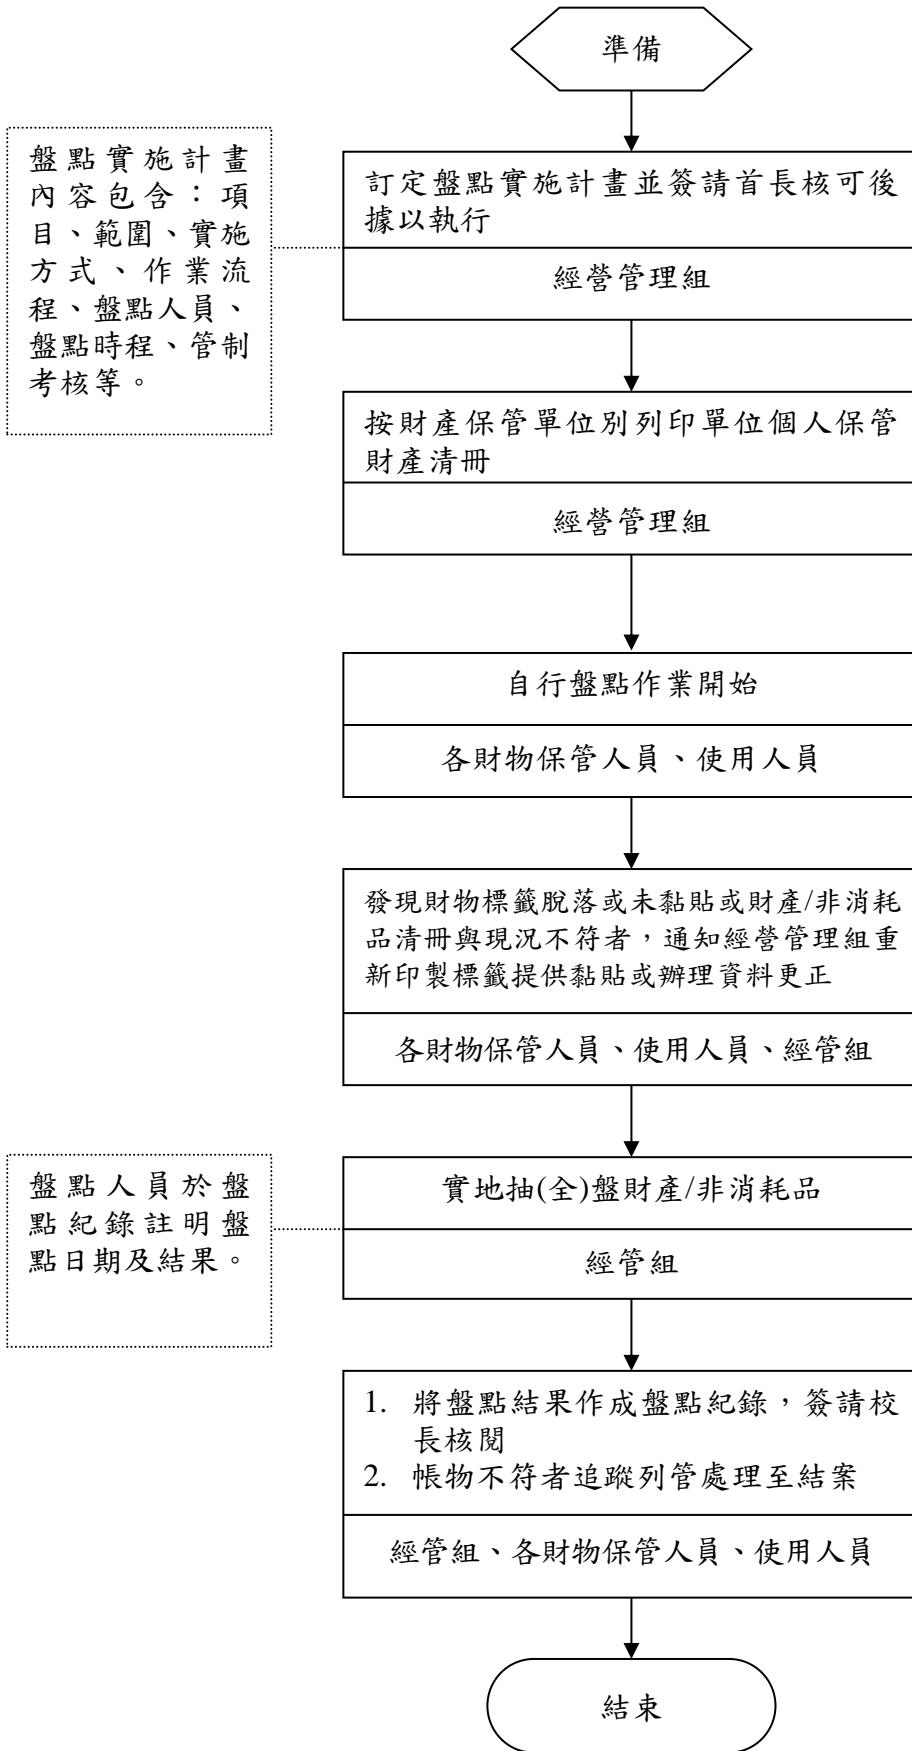 準備
盤點實施計畫
內容包含：項
目、範圍、實施
方式、作業流
程、盤點人員、
盤點時程、管制
考核等。
訂定盤點實施計畫並簽請首長核可後
據以執行
經營管理組
按財產保管單位別列印單位個人保管
財產清冊
經營管理組
自行盤點作業開始
各財物保管人員、使用人員
發現財物標籤脫落或未黏貼或財產/非消耗
品清冊與現況不符者，通知經營管理組重
新印製標籤提供黏貼或辦理資料更正
各財物保管人員、使用人員、經管組
盤點人員於盤
點紀錄註明盤
點日期及結果。
實地抽(全)盤財產/非消耗品
經管組
1. 將盤點結果作成盤點紀錄，簽請校
長核閱
2. 帳物不符者追蹤列管處理至結案
經管組、各財物保管人員、使用人員
結束